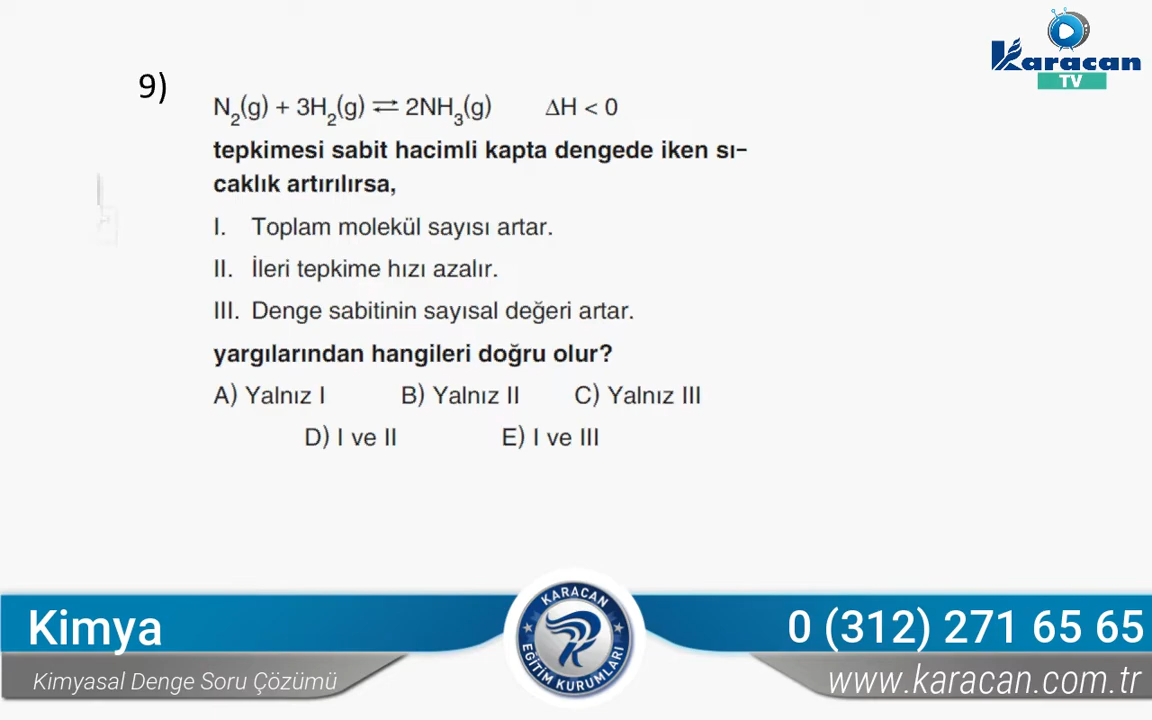 Karacan
TV
9)
N₂(g) + 3H₂(g) ⇌ 2NH₃(g) ΔH < 0
tepkimesi sabit hacimli kapta dengede iken sı-
caklık artırılırsa,
I. Toplam molekül sayısı artar.
II. İleri tepkime hızı azalır.
III. Denge sabitinin sayısal değeri artar.
yargılarından hangileri doğru olur?
A) Yalnız I B) Yalnız II C) Yalnız III
D) I ve II E) I ve III
KARACAN
EĞİTİM KURUMLARI
Kimya
0 (312) 271 65 65
Kimyasal Denge Soru Çözümü
www.karacan.com.tr